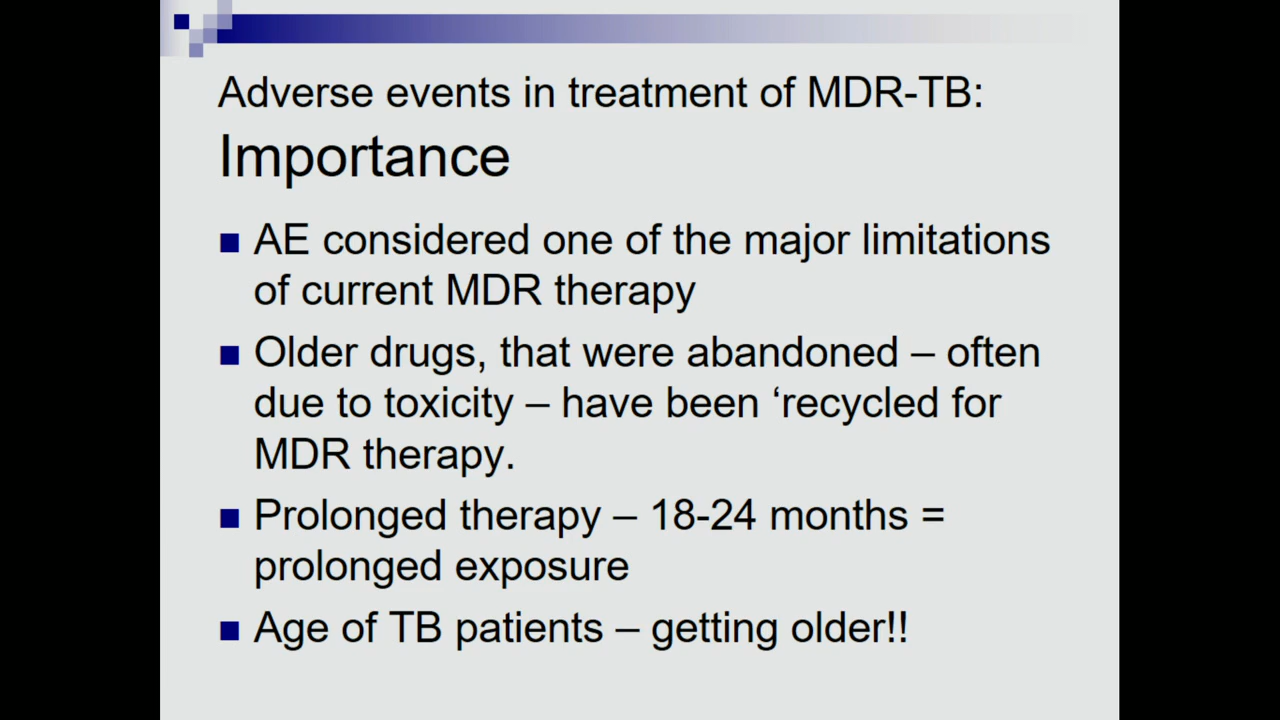 Adverse events in treatment of MDR-TB:
Importance
AE considered one of the major limitations
of current MDR therapy
Older drugs, that were abandoned – often
due to toxicity – have been ‘recycled for
MDR therapy.
Prolonged therapy – 18-24 months =
prolonged exposure
Age of TB patients – getting older!!